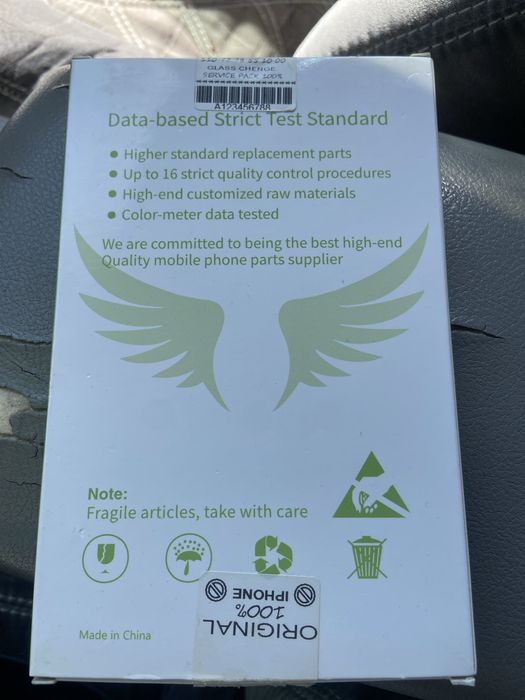 GLASS CHENGE
SERVICE PACK 100%
A123456788
Data-based Strict Test Standard
Higher standard replacement parts
Up to 16 strict quality control procedures
High-end customized raw materials
Color-meter data tested
We are committed to being the best high-end
Quality mobile phone parts supplier
Note:
Fragile articles, take with care
ORIGINAL
100%
IPHONE
Made in China